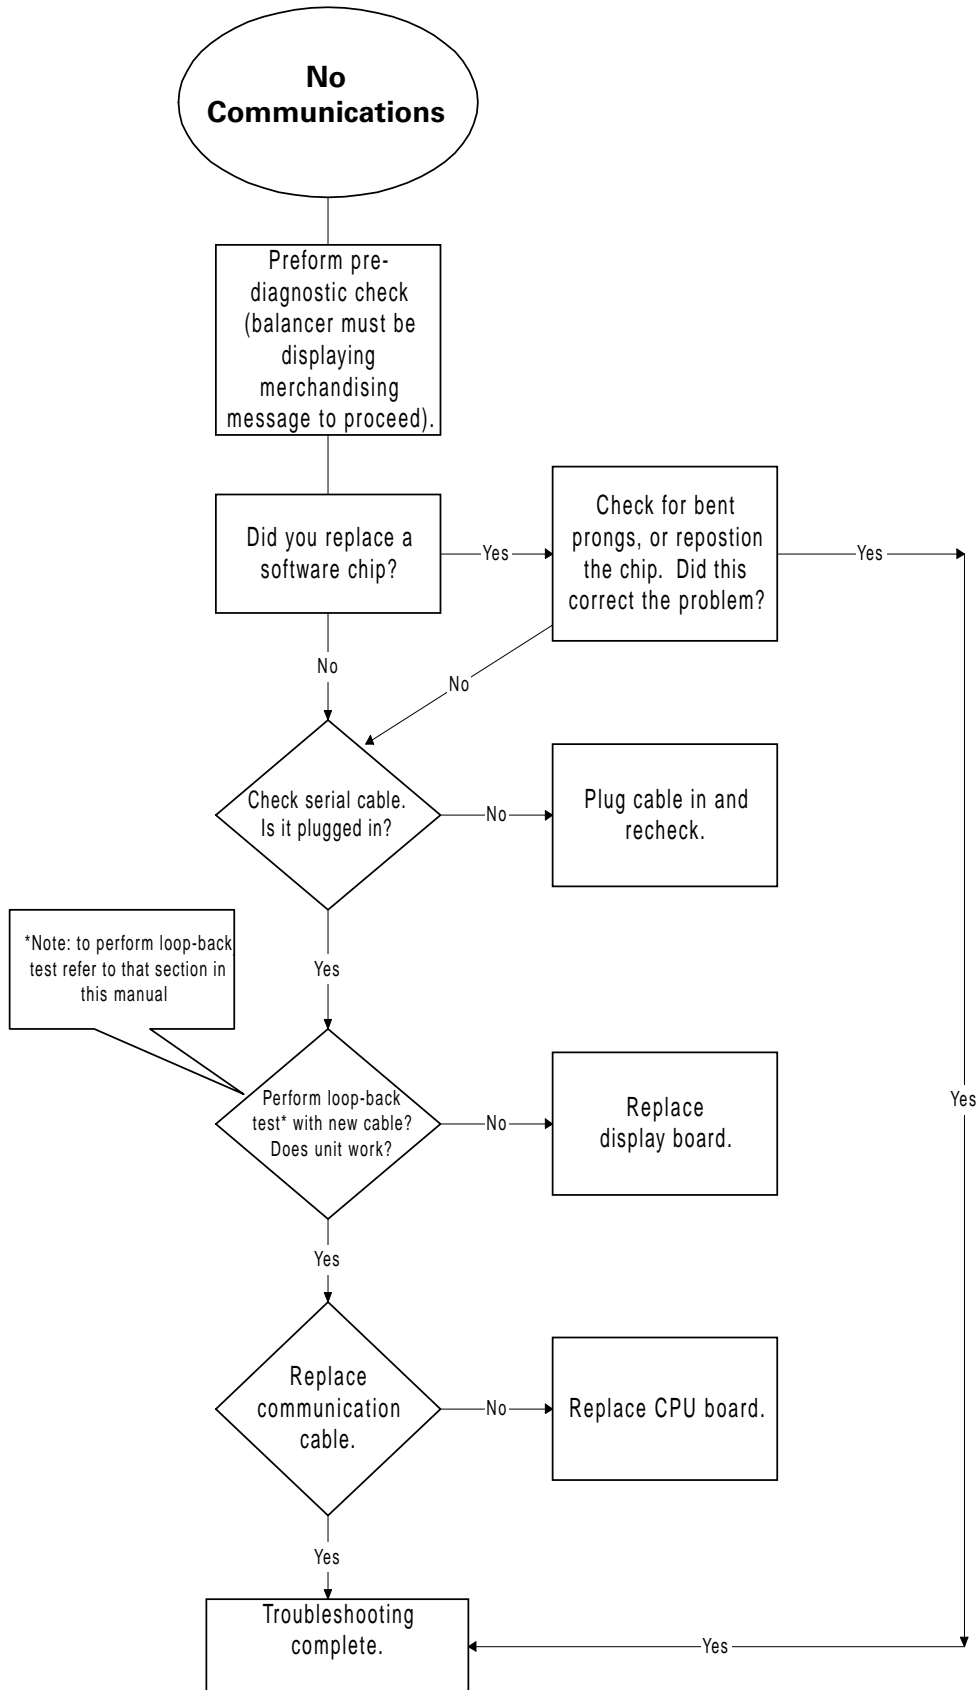 No
Communications
Preform pre-
diagnostic check
(balancer must be
displaying
merchandising
message to proceed).
Did you replace a
software chip?
Yes
Check for bent
prongs, or repostion
the chip.  Did this
correct the problem?
Yes
No
No
Check serial cable.
Is it plugged in?
No
Plug cable in and
recheck.
*Note: to perform loop-back
test refer to that section in
this manual
Yes
Perform loop-back
test* with new cable?
Does unit work?
No
Replace
display board.
Yes
Yes
Replace
communication
cable.
No
Replace CPU board.
Yes
Troubleshooting
complete.
Yes